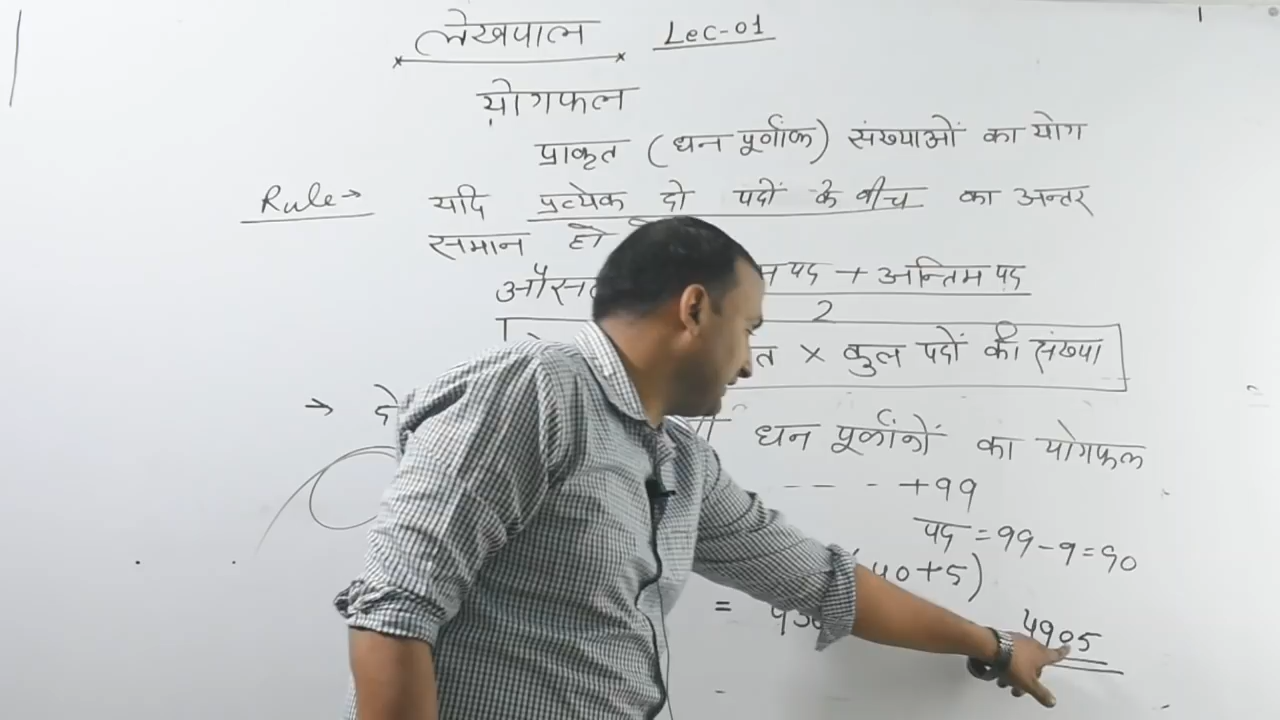 लेखपाल Lec-01
योगफल
प्राकृत (धन पूर्णांक) संख्याओं का योग
Rule→ यदि प्रत्येक दो पदों के बीच का अन्तर
समान हो
पद + अन्तिम पद
2
× कुल पदों की संख्या
→ धन पूर्णांकों का योगफल
- - - - +99
पद = 99-9=90
40+5)
=
4905